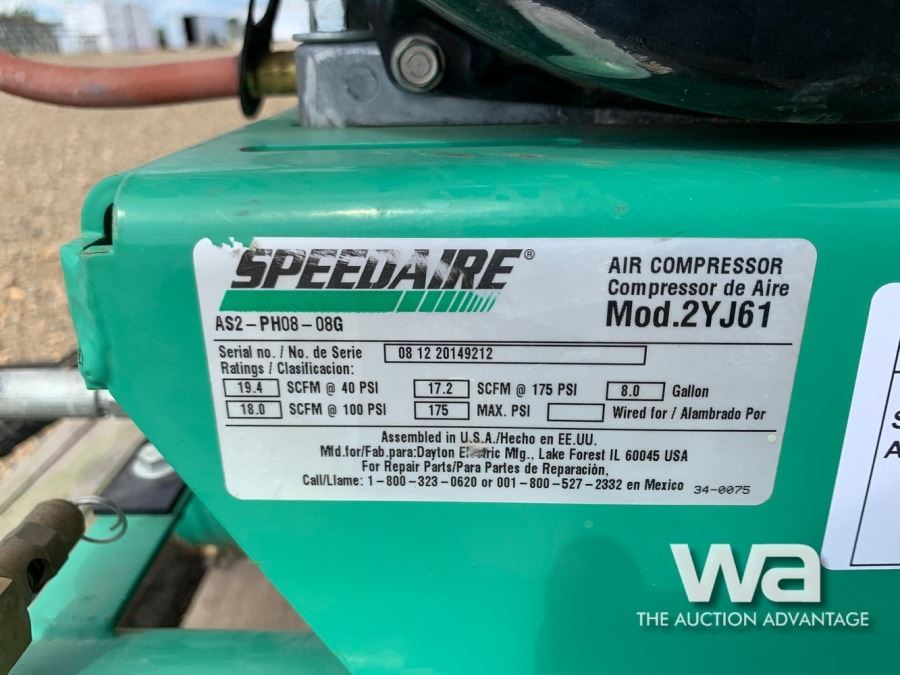 SPEEDAIRE®
AS2-PH08-08G
AIR COMPRESSOR
Compresor de Aire
Mod.2YJ61
Serial no. / No. de Serie 08 12 20149212
Ratings / Clasificacion:
19.4 SCFM @ 40 PSI 17.2 SCFM @ 175 PSI 8.0 Gallon
18.0 SCFM @ 100 PSI 175 MAX. PSI Wired for / Alambrado Por
Assembled in U.S.A./Hecho en EE.UU.
Mfd.for/Fab.para:Dayton Mfg., Lake Forest IL 60045 USA
For Repair Parts/Para Partes de Reparación,
Call/Llame: 1-800-323-0620 or 001-800-527-2332 en Mexico 34-0075
S
A
wa
THE AUCTION ADVANTAGE